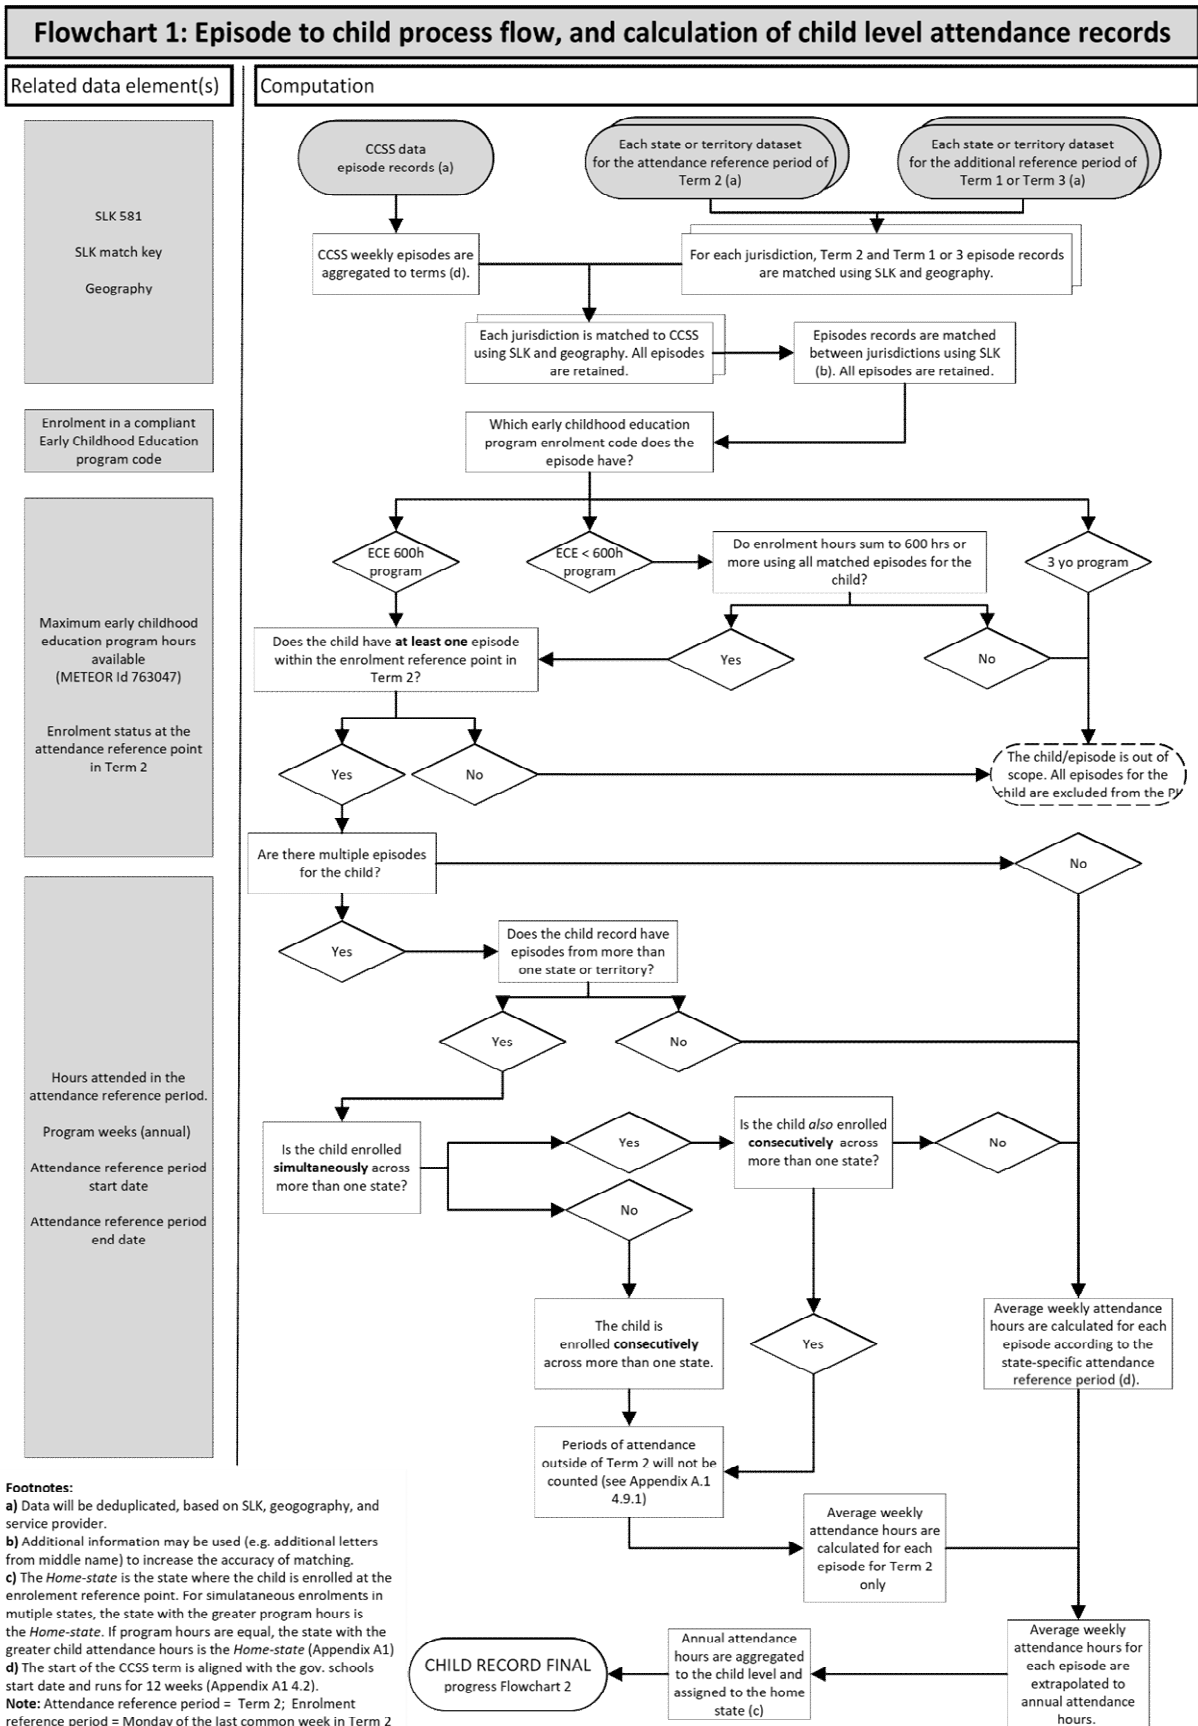 Flowchart 1: Episode to child process flow, and calculation of child level attendance records
Related data element(s)
Computation
SLK 581
SLK match key
Geography
CCSS data
episode records (a)
Each state or territory dataset
for the attendance reference period of
Term 2 (a)
Each state or territory dataset
for the additional reference period of
Term 1 or Term 3 (a)
CCSS weekly episodes are
aggregated to terms (d).
For each jurisdiction, Term 2 and Term 1 or 3 episode records
are matched using SLK and geography.
Each jurisdiction is matched to CCSS
using SLK and geography. All episodes
are retained.
Episodes records are matched
between jurisdictions using SLK
(b). All episodes are retained.
Enrolment in a compliant
Early Childhood Education
program code
Which early childhood education
program enrolment code does the
episode have?
Maximum early childhood
education program hours
available
(METEOR Id 763047)
Enrolment status at the
attendance reference point
in Term 2
ECE 600h
program
ECE < 600h
program
Do enrolment hours sum to 600 hrs or
more using all matched episodes for the
child?
3 yo program
Does the child have at least one episode
within the enrolment reference point in
Term 2?
Yes
No
Yes
No
The child/episode is out of
scope. All episodes for the
child are excluded from the PI
Are there multiple episodes
for the child?
No
Hours attended in the
attendance reference period.
Program weeks (annual)
Attendance reference period
start date
Attendance reference period
end date
Yes
Does the child record have
episodes from more than
one state or territory?
Yes
No
Is the child enrolled
simultaneously across
more than one state?
Yes
No
Is the child also enrolled
consecutively across
more than one state?
No
The child is
enrolled consecutively
across more than one state.
Yes
Average weekly attendance
hours are calculated for each
episode according to the
state-specific attendance
reference period (d).
Periods of attendance
outside of Term 2 will not be
counted (see Appendix A.1
4.9.1)
Average weekly
attendance hours are
calculated for each
episode for Term 2
only
Average weekly
attendance hours for
each episode are
extrapolated to
annual attendance
hours.
Annual attendance
hours are aggregated
to the child level and
assigned to the home
state (c)
CHILD RECORD FINAL
progress Flowchart 2
Footnotes:
a) Data will be deduplicated, based on SLK, geogography, and
service provider.
b) Additional information may be used (e.g. additional letters
from middle name) to increase the accuracy of matching.
c) The Home-state is the state where the child is enrolled at the
enrolement reference point. For simulataneous enrolments in
mutiple states, the state with the greater program hours is
the Home-state. If program hours are equal, the state with the
greater child attendance hours is the Home-state (Appendix A1)
d) The start of the CCSS term is aligned with the gov. schools
start date and runs for 12 weeks (Appendix A1 4.2).
Note: Attendance reference period = Term 2; Enrolment
reference period = Monday of the last common week in Term 2